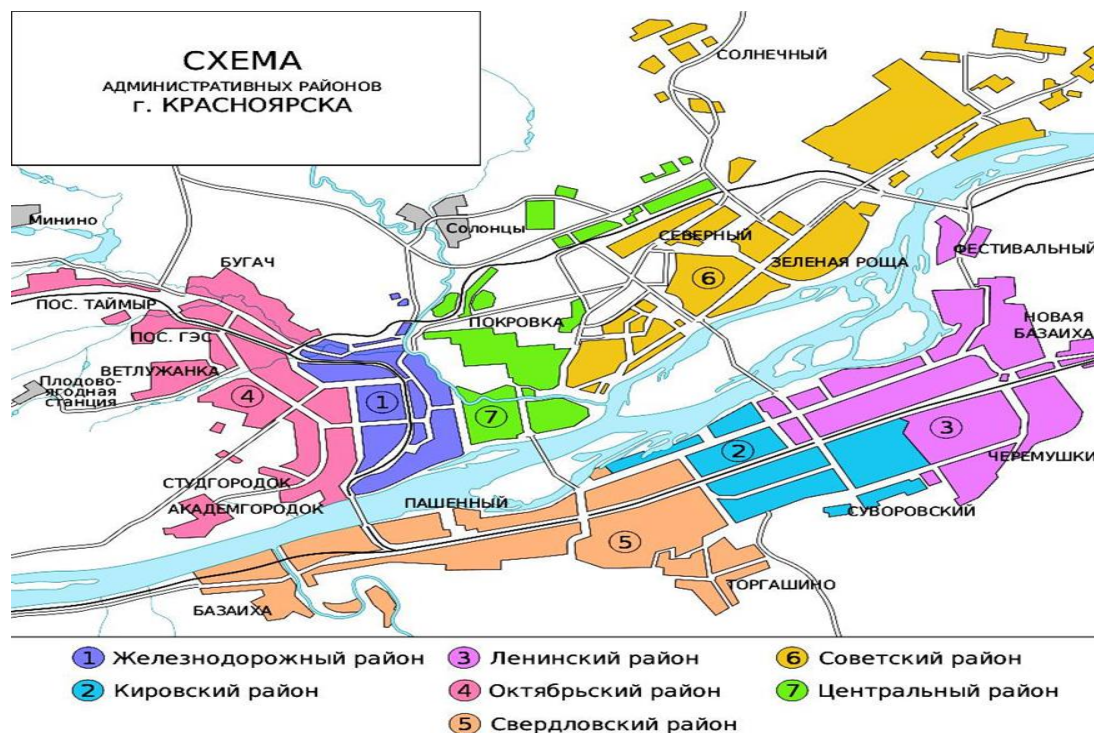 СХЕМА
АДМИНИСТРАТИВНЫХ РАЙОНОВ
г. КРАСНОЯРСКА
СОЛНЕЧНЫЙ
Минино
Солонцы
СЕВЕРНЫЙ
ФЕСТИВАЛЬНЫЙ
БУГАЧ
ЗЕЛЕНАЯ РОЩА
6
ПОС. ТАЙМЫР
НОВАЯ
БАЗАИХА
ПОКРОВКА
ПОС. ГЭС
ВЕТЛУЖАНКА
Плодово-
ягодная
станция
4
1
7
3
2
ЧЕРЕМУШКИ
СТУДГОРОДОК
АКАДЕМГОРОДОК
ПАШЕННЫЙ
СУВОРОВСКИЙ
5
ТОРГАШИНО
БАЗАИХА
1 Железнодорожный район
2 Кировский район
3 Ленинский район
4 Октябрьский район
5 Свердловский район
6 Советский район
7 Центральный район